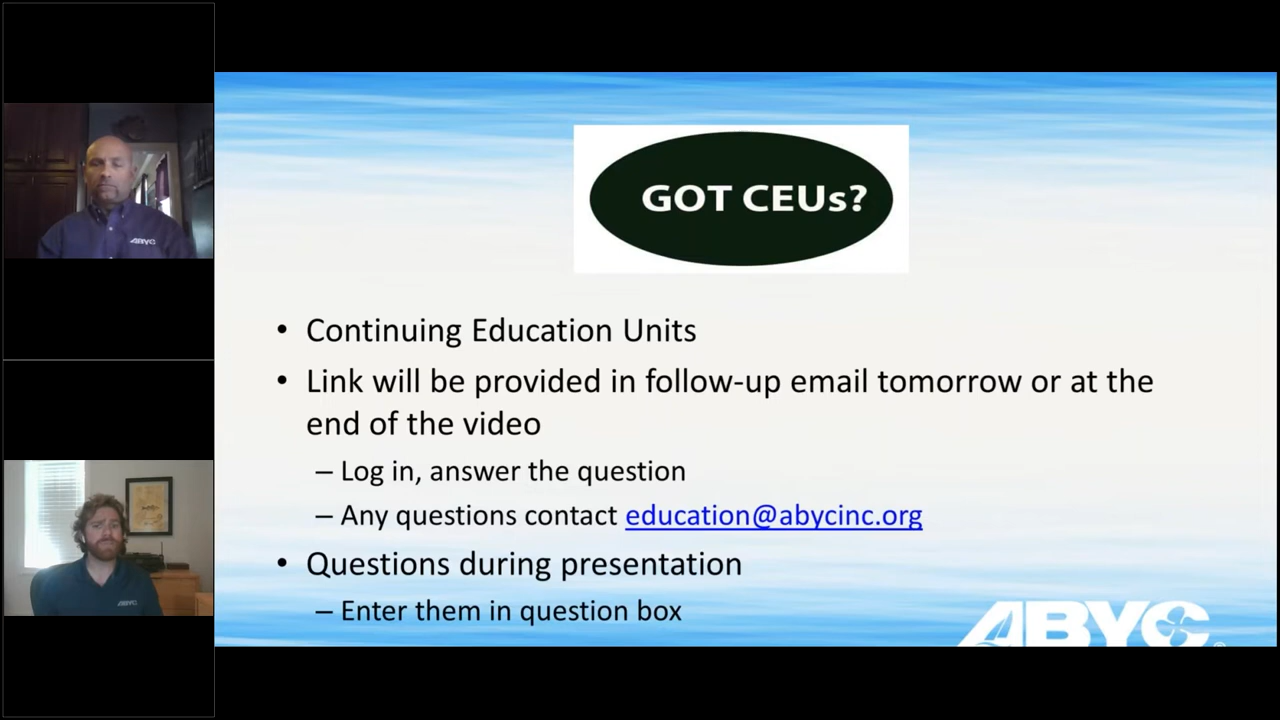 GOT CEUs?
• Continuing Education Units
• Link will be provided in follow-up email tomorrow or at the
end of the video
– Log in, answer the question
– Any questions contact education@abycinc.org
• Questions during presentation
– Enter them in question box
ABYC
ABYC
ABYC